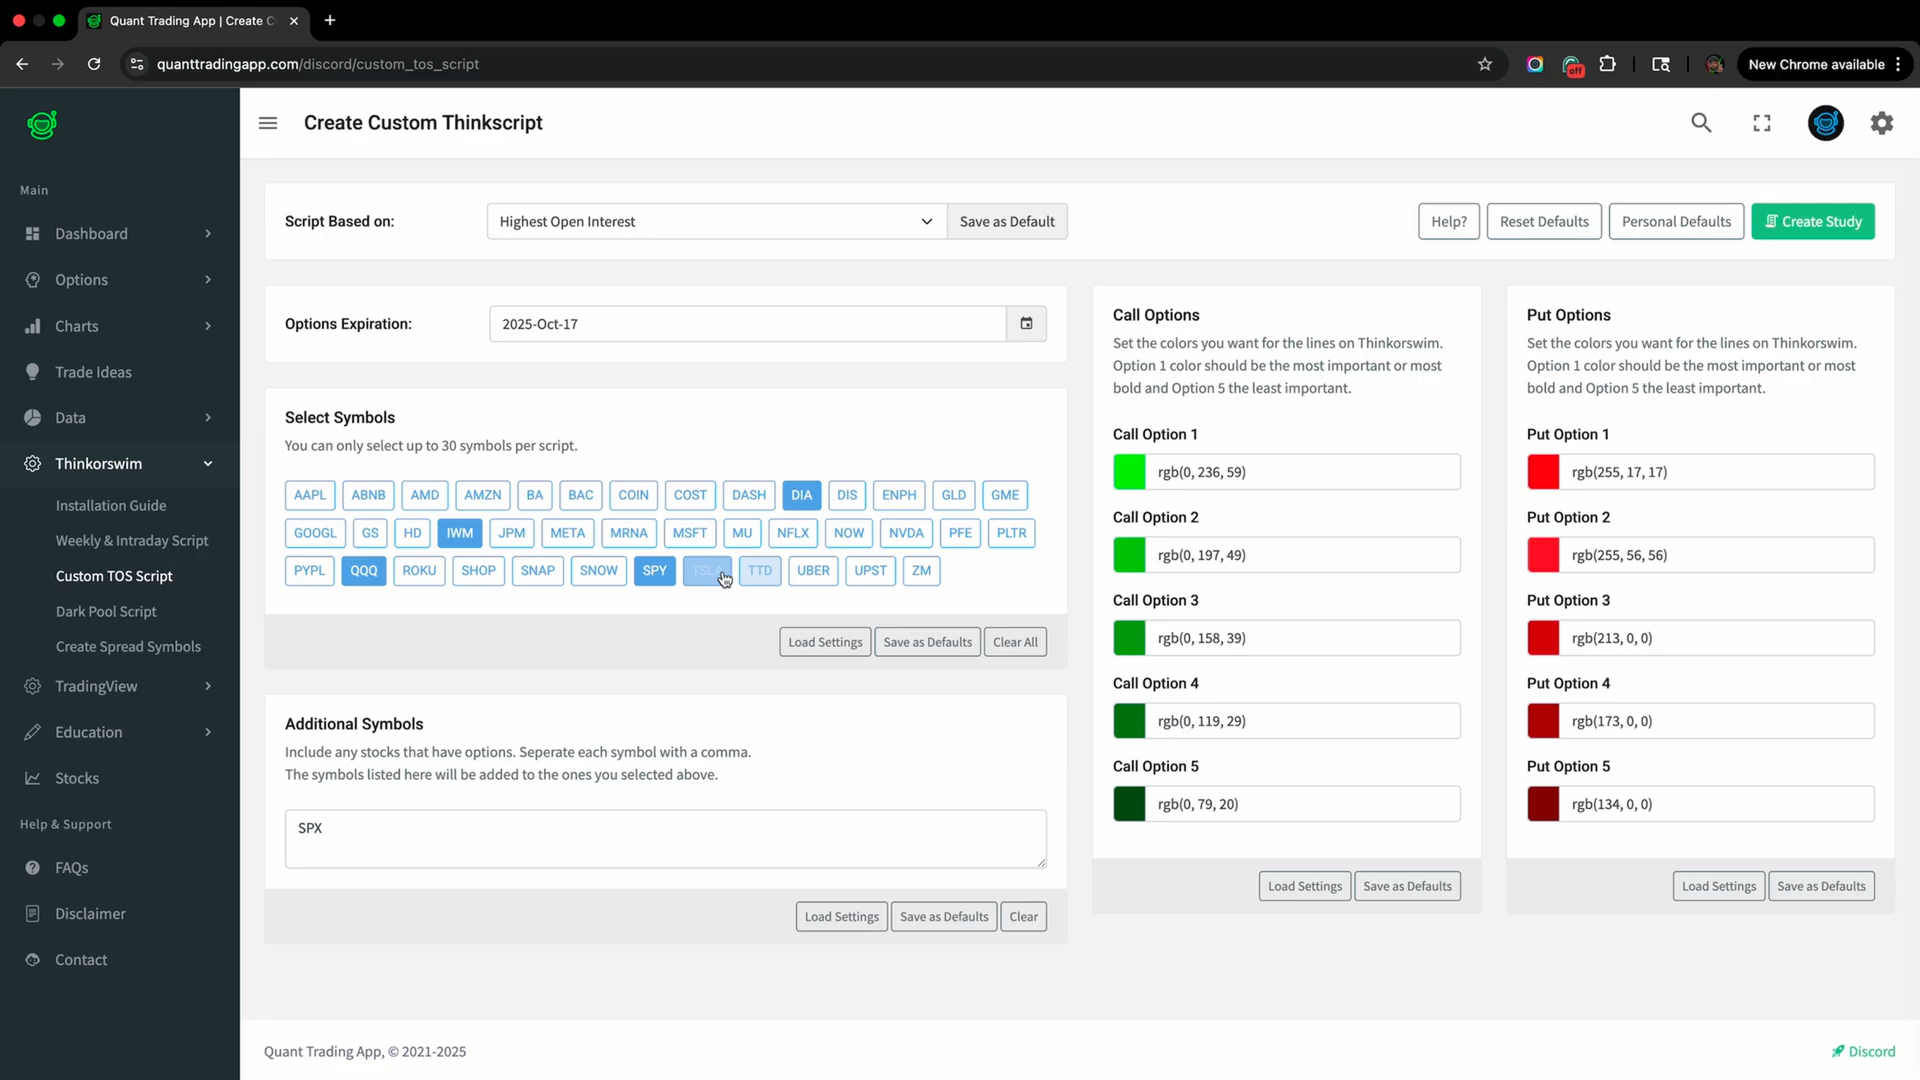 Quant Trading App | Create C
quanttradingapp.com/discord/custom_tos_script
off
New Chrome available
Create Custom Thinkscript
Main
Dashboard
Options
Charts
Trade Ideas
Data
Thinkorswim
Installation Guide
Weekly & Intraday Script
Custom TOS Script
Dark Pool Script
Create Spread Symbols
TradingView
Education
Stocks
Help & Support
FAQs
Disclaimer
Contact
Script Based on:
Highest Open Interest
Save as Default
Help?
Reset Defaults
Personal Defaults
Create Study
Options Expiration:
2025-Oct-17
Select Symbols
You can only select up to 30 symbols per script.
AAPL ABNB AMD AMZN BA BAC COIN COST DASH DIA DIS ENPH GLD GME
GOOGL GS HD IWM JPM META MRNA MSFT MU NFLX NOW NVDA PFE PLTR
PYPL QQQ ROKU SHOP SNAP SNOW SPY TSLA TTD UBER UPST ZM
Load Settings Save as Defaults Clear All
Additional Symbols
Include any stocks that have options. Seperate each symbol with a comma.
The symbols listed here will be added to the ones you selected above.
SPX
Load Settings Save as Defaults Clear
Call Options
Set the colors you want for the lines on Thinkorswim.
Option 1 color should be the most important or most
bold and Option 5 the least important.
Call Option 1
rgb(0, 236, 59)
Call Option 2
rgb(0, 197, 49)
Call Option 3
rgb(0, 158, 39)
Call Option 4
rgb(0, 119, 29)
Call Option 5
rgb(0, 79, 20)
Load Settings Save as Defaults
Put Options
Set the colors you want for the lines on Thinkorswim.
Option 1 color should be the most important or most
bold and Option 5 the least important.
Put Option 1
rgb(255, 17, 17)
Put Option 2
rgb(255, 56, 56)
Put Option 3
rgb(213, 0, 0)
Put Option 4
rgb(173, 0, 0)
Put Option 5
rgb(134, 0, 0)
Load Settings Save as Defaults
Quant Trading App, © 2021-2025
Discord